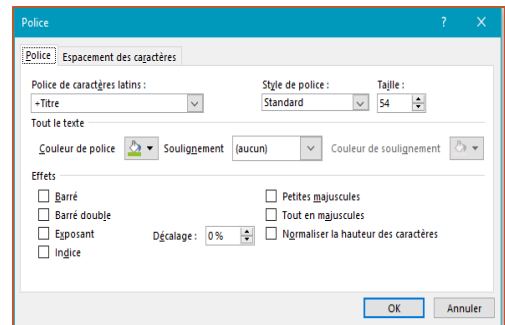 Police ? X
Police Espacement des caractères
Police de caractères latins : Style de police : Taille :
+Titre Standard 54
Tout le texte
Couleur de police Soulignement (aucun) Couleur de soulignement
Effets
Barré Petites majuscules
Barré double Tout en majuscules
Exposant Décalage : 0 % Normaliser la hauteur des caractères
Indice
OK Annuler